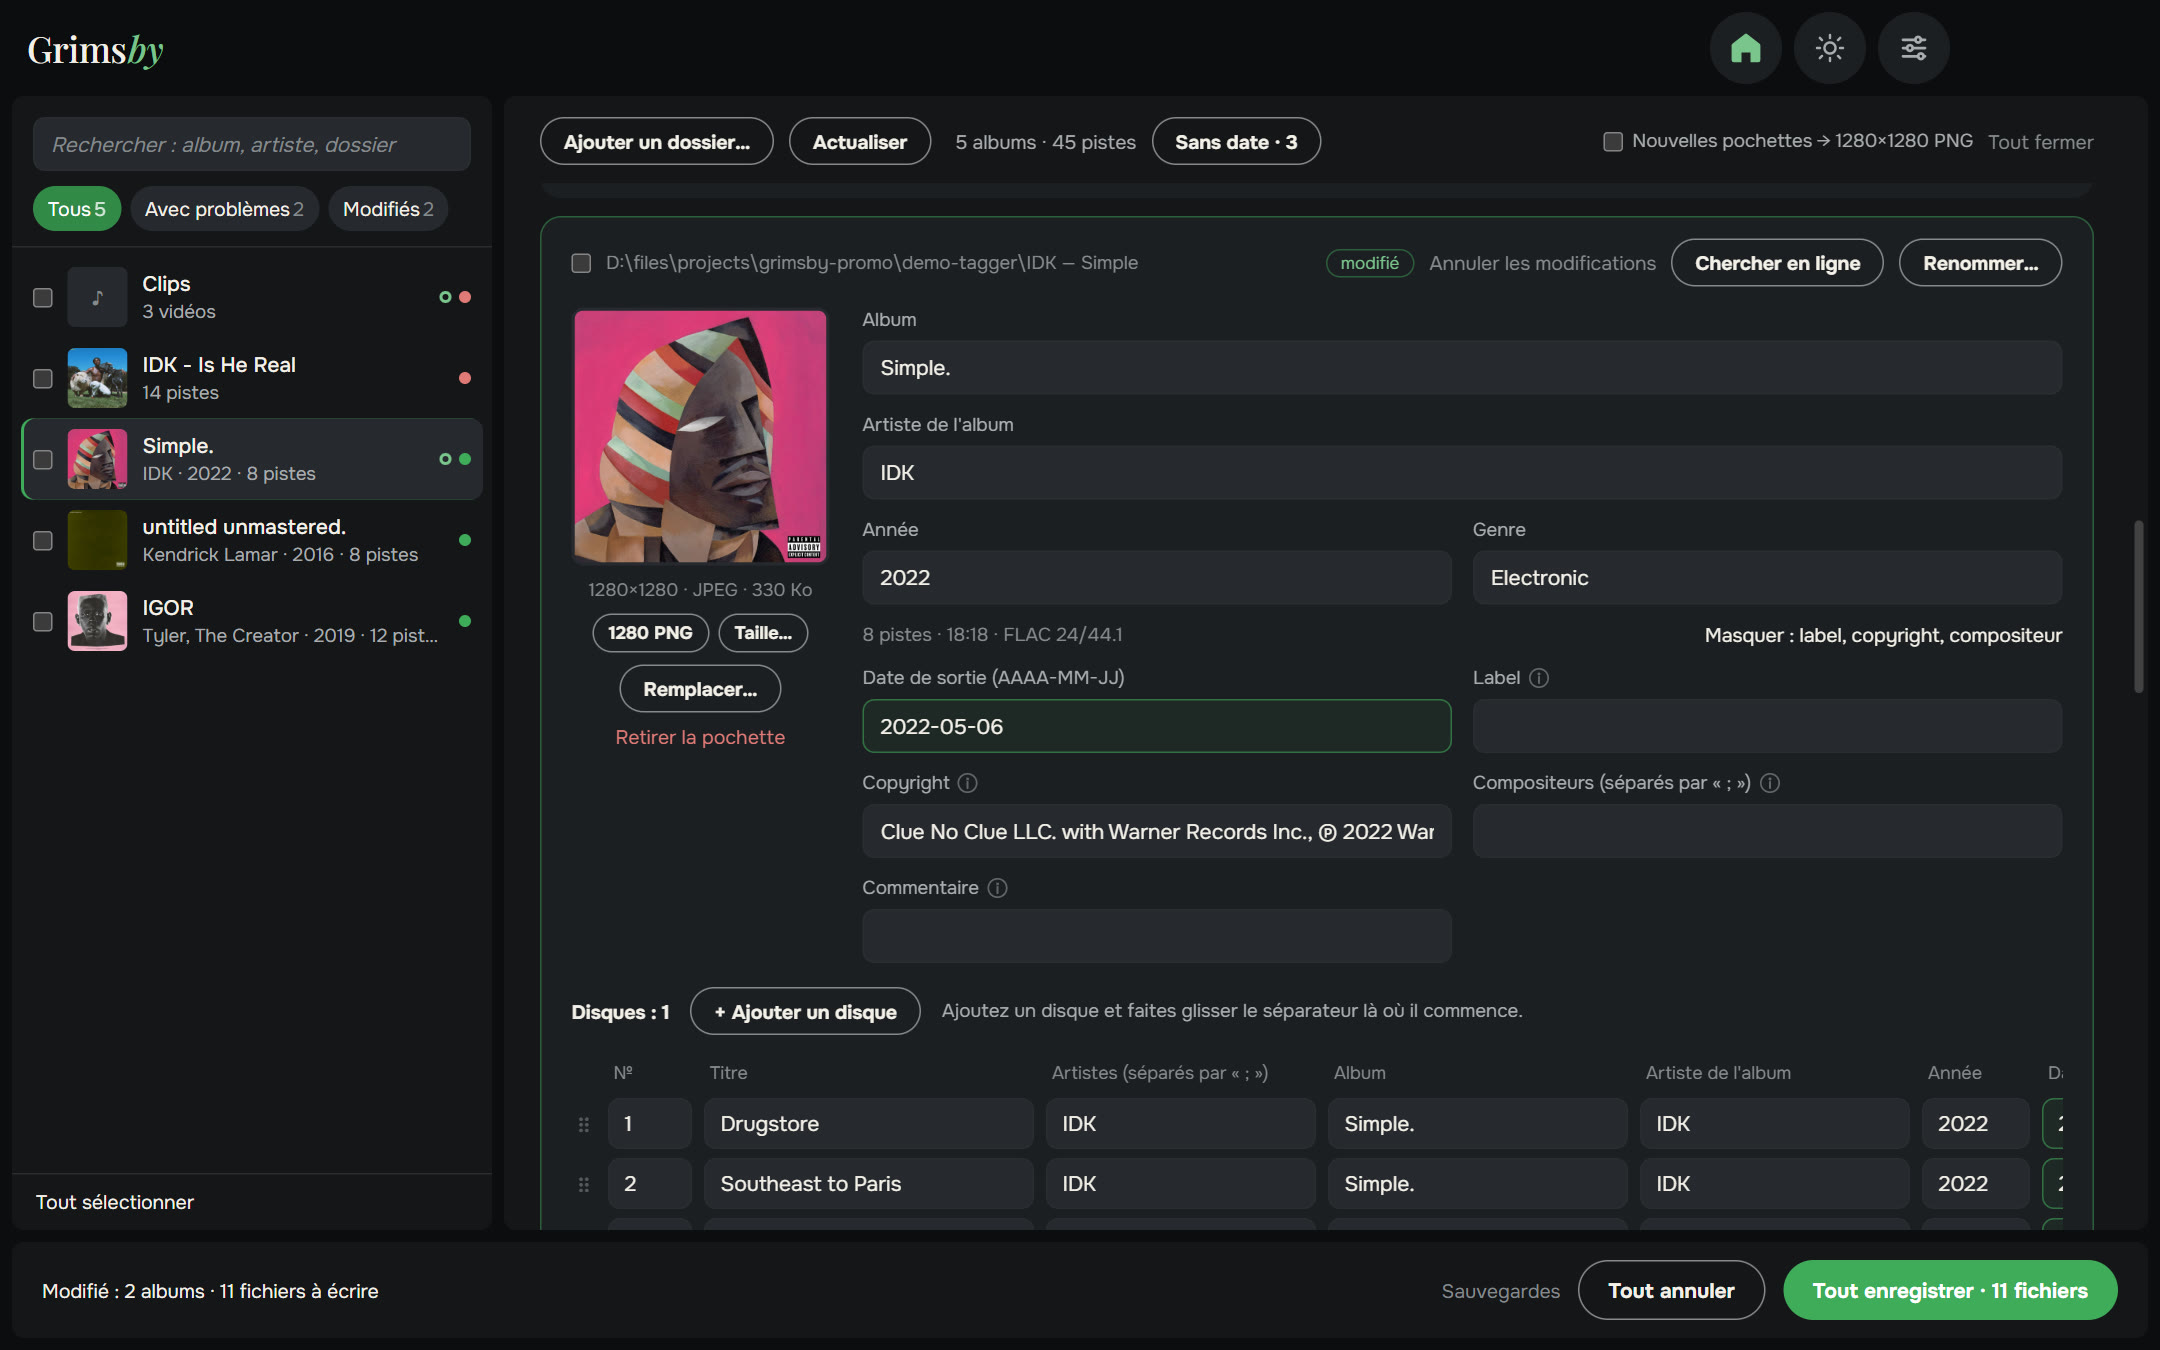 Grimsby
Rechercher : album, artiste, dossier
Tous 5
Avec problèmes 2
Modifiés 2
Clips
3 vidéos
IDK - Is He Real
14 pistes
Simple.
IDK · 2022 · 8 pistes
untitled unmastered.
Kendrick Lamar · 2016 · 8 pistes
IGOR
Tyler, The Creator · 2019 · 12 pist...
Tout sélectionner
Ajouter un dossier...
Actualiser
5 albums · 45 pistes
Sans date · 3
Nouvelles pochettes → 1280×1280 PNG
Tout fermer
D:\files\projects\grimsby-promo\demo-tagger\IDK — Simple
modifié
Annuler les modifications
Chercher en ligne
Renommer...
PARENTAL
ADVISORY
EXPLICIT CONTENT
1280×1280 · JPEG · 330 Ko
1280 PNG
Taille...
Remplacer...
Retirer la pochette
Album
Simple.
Artiste de l'album
IDK
Année
2022
Genre
Electronic
8 pistes · 18:18 · FLAC 24/44.1
Masquer : label, copyright, compositeur
Date de sortie (AAAA-MM-JJ)
2022-05-06
Label
Copyright
Clue No Clue LLC. with Warner Records Inc., ℗ 2022 War
Compositeurs (séparés par « ; »)
Commentaire
Disques : 1
+ Ajouter un disque
Ajoutez un disque et faites glisser le séparateur là où il commence.
Nº
Titre
Artistes (séparés par « ; »)
Album
Artiste de l'album
Année
1
Drugstore
IDK
Simple.
IDK
2022
2
Southeast to Paris
IDK
Simple.
IDK
2022
Modifié : 2 albums · 11 fichiers à écrire
Sauvegardes
Tout annuler
Tout enregistrer · 11 fichiers